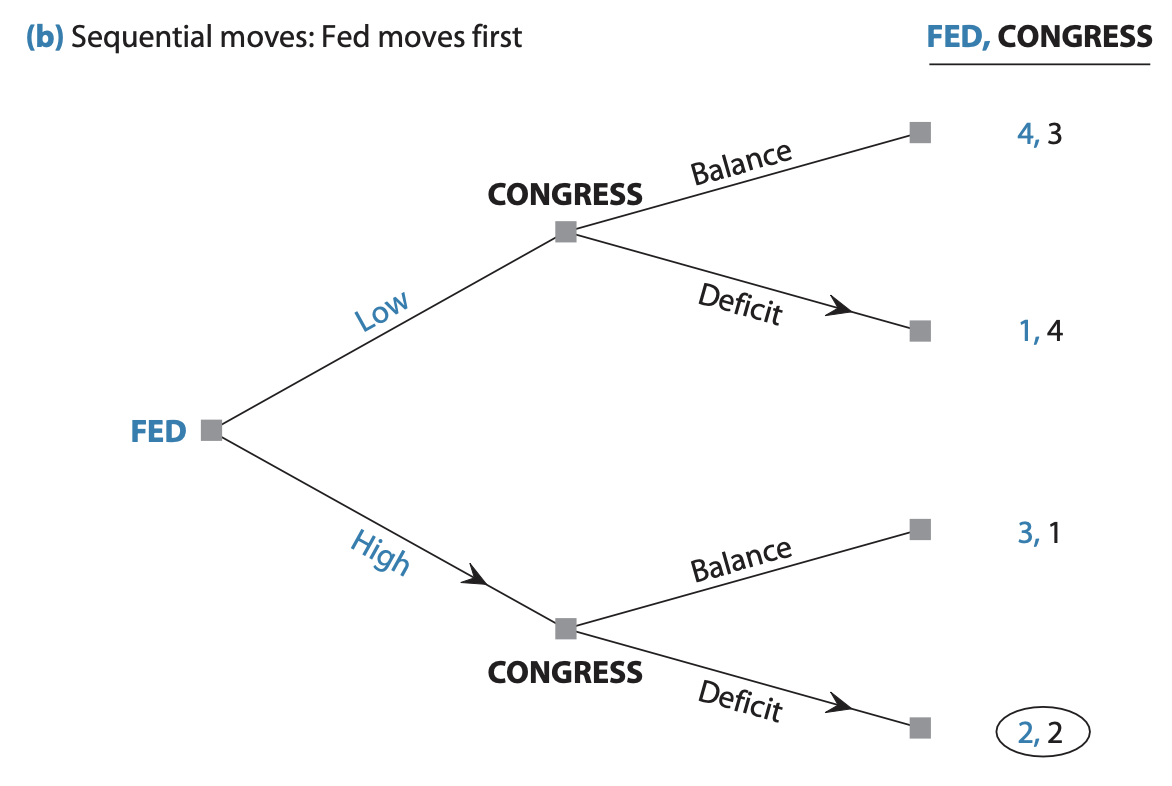 (b) Sequential moves: Fed moves first
FED, CONGRESS
Balance
4, 3
CONGRESS
Low
Deficit
1, 4
FED
High
Balance
3, 1
CONGRESS
Deficit
2, 2